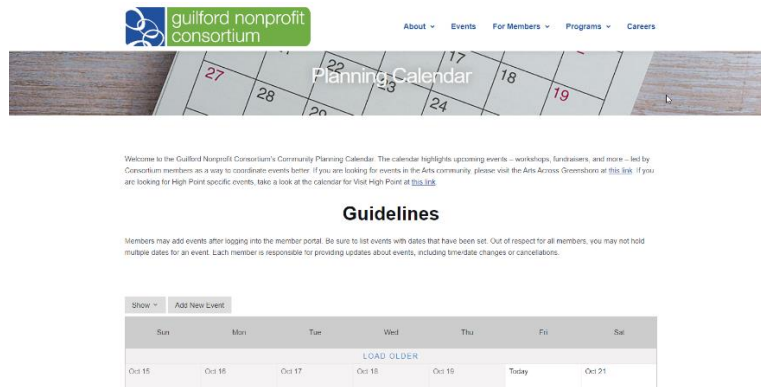 guilford nonprofit
consortium
About Events For Members Programs Careers
Planning Calendar
27 28 22 23 24 17 18 19
Welcome to the Guilford Nonprofit Consortium's Community Planning Calendar. The calendar highlights upcoming events – workshops, fundraisers, and more – led by
Consortium members as a way to coordinate events better. If you are looking for events in the Arts community, please visit the Arts Across Greensboro at this link. If you
are looking for High Point specific events, take a look at the calendar for Visit High Point at this link.
Guidelines
Members may add events after logging into the member portal. Be sure to list events with dates that have been set. Out of respect for all members, you may not hold
multiple dates for an event. Each member is responsible for providing updates about events, including time/date changes or cancellations.
Show Add New Event
Sun Mon Tue Wed Thu Fri Sat
LOAD OLDER
Oct 15 Oct 16 Oct 17 Oct 18 Oct 19 Today Oct 21